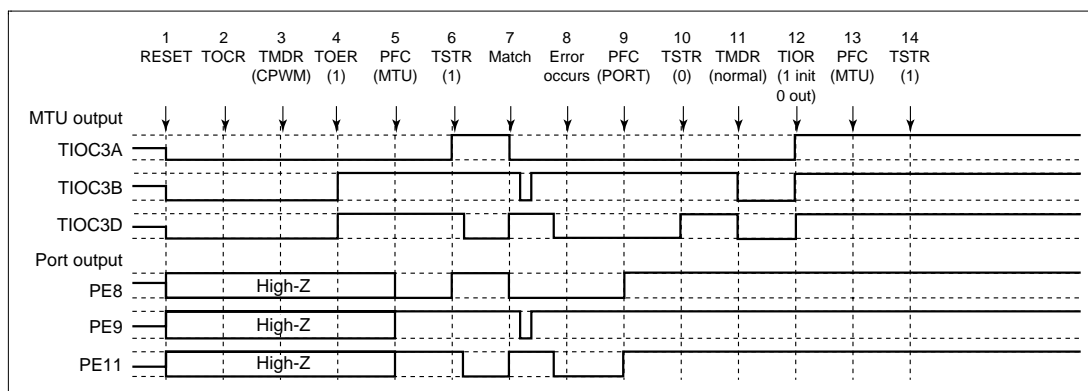 1 2 3 4 5 6 7 8 9 10 11 12 13 14
RESET TOCR TMDR TOER PFC TSTR Match Error PFC TSTR TMDR TIOR PFC TSTR
(CPWM) (1) (MTU) (1) occurs (PORT) (0) (normal) (1 init (MTU) (1)
0 out)
MTU output
TIOC3A
TIOC3B
TIOC3D
Port output
PE8 High-Z
PE9 High-Z
PE11 High-Z